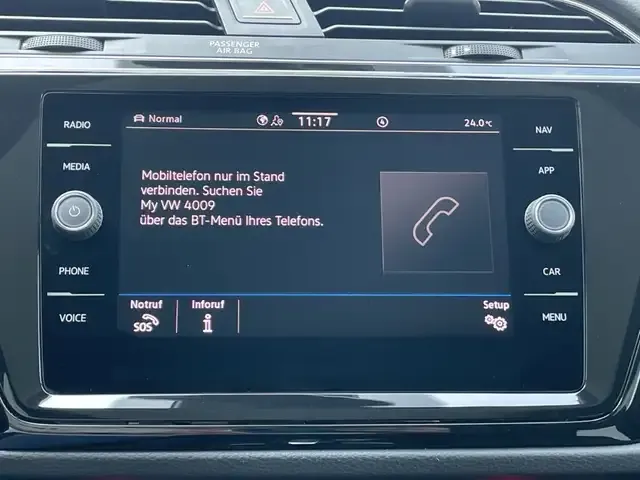 PASSENGER
AIR BAG
RADIO
MEDIA
PHONE
VOICE
Normal
11:17
4
24.0°C
Mobiltelefon nur im Stand
verbinden. Suchen Sie
My VW 4009
über das BT-Menü Ihres Telefons.
Notruf
SOS
Inforuf
i
Setup
NAV
APP
CAR
MENU